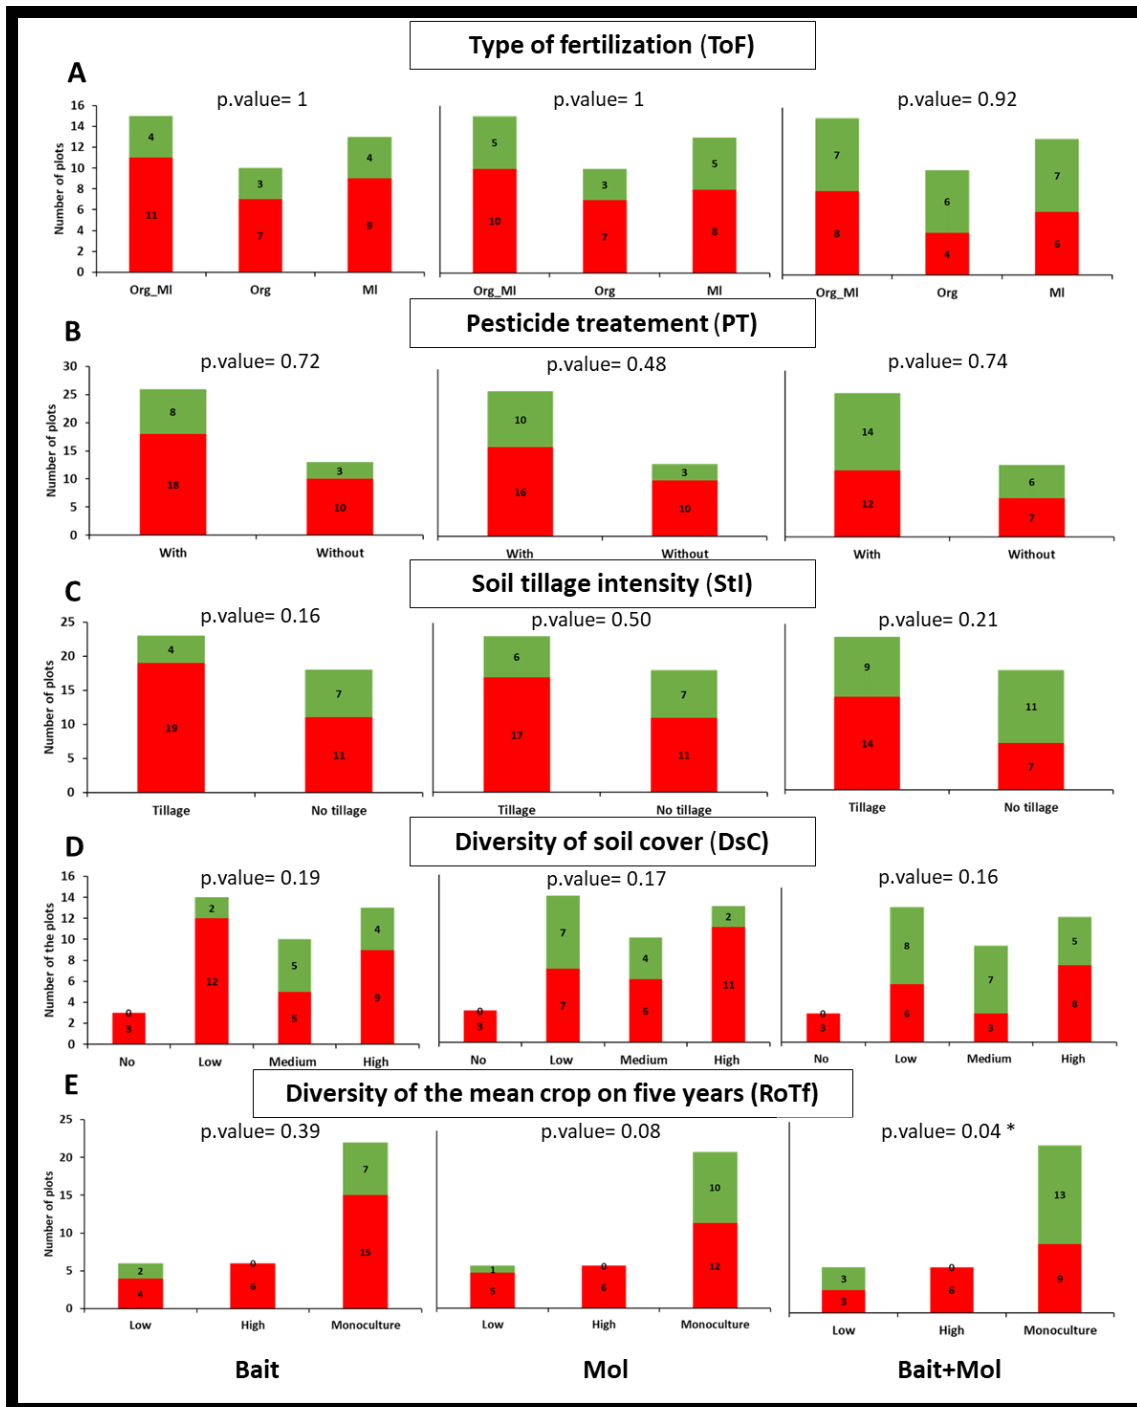 Type of fertilization (ToF)
A
p.value= 1
p.value= 1
p.value= 0.92
Number of plots
16
14
12
10
8
6
4
2
0
4
11
3
7
4
9
5
10
3
7
5
8
7
8
6
4
7
6
Org_MI
Org
MI
Org_MI
Org
MI
Org_MI
Org
MI
B
Pesticide treatement (PT)
p.value= 0.72
p.value= 0.48
p.value= 0.74
Number of plots
30
25
20
15
10
5
0
8
18
3
10
10
16
3
10
14
12
6
7
With
Without
With
Without
With
Without
C
Soil tillage intensity (StI)
p.value= 0.16
p.value= 0.50
p.value= 0.21
Number of plots
25
20
15
10
5
0
4
19
7
11
6
17
7
11
9
14
11
7
Tillage
No tillage
Tillage
No tillage
Tillage
No tillage
D
Diversity of soil cover (DsC)
p.value= 0.19
p.value= 0.17
p.value= 0.16
Number of the plots
16
14
12
10
8
6
4
2
0
0
3
2
12
5
5
4
9
0
3
7
7
4
6
2
11
0
3
8
6
7
3
5
8
No
Low
Medium
High
No
Low
Medium
High
No
Low
Medium
High
E
Diversity of the mean crop on five years (RoTf)
p.value= 0.39
p.value= 0.08
p.value= 0.04 *
Number of plots
25
20
15
10
5
0
2
4
0
6
7
15
1
5
0
6
10
12
3
3
0
6
13
9
Low
High
Monoculture
Low
High
Monoculture
Low
High
Monoculture
Bait
Mol
Bait+Mol